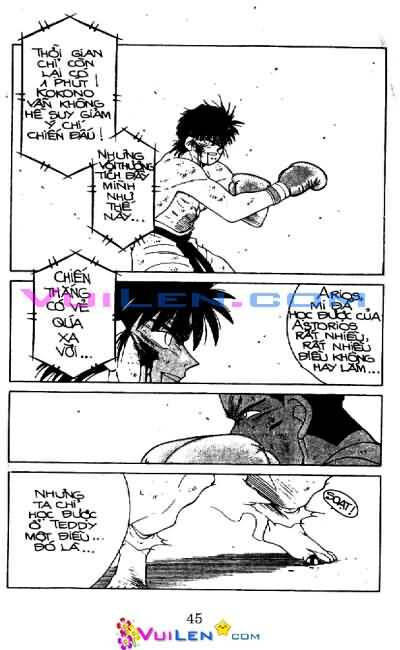 THỜI GIAN
CHỈ CÒN
LẠI CÓ
1 PHÚT!
KOKONO
VẪN KHÔNG
HỀ SUY GIẢM
Ý CHÍ
CHIẾN ĐẤU!
NHƯNG
VỚI THƯƠNG
TÍCH ĐẦY
MÌNH
NHƯ
THẾ
NÀY...
CHIẾN
THẮNG
CÓ VẺ
QUÁ
XA
VỜI...
ARIOS,
MI ĐÃ
HỌC ĐƯỢC CỦA
ASTORIOS
RẤT NHIỀU,
RẤT NHIỀU
ĐIỀU KHÔNG
HAY LẮM...
VUILEN.COM
NHƯNG
TA CHỈ
HỌC ĐƯỢC
Ở TEDDY
MỘT ĐIỀU...
ĐÓ LÀ...
SOẠT!
45
VUILEN